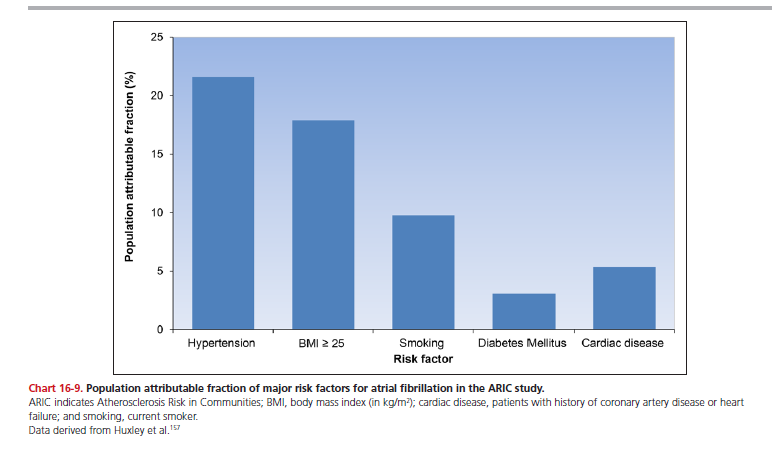 25
20
15
10
5
0
Population attributable fraction (%)
Hypertension BMI ≥ 25 Smoking Diabetes Mellitus Cardiac disease
Risk factor
Chart 16-9. Population attributable fraction of major risk factors for atrial fibrillation in the ARIC study.
ARIC indicates Atherosclerosis Risk in Communities; BMI, body mass index (in kg/m²); cardiac disease, patients with history of coronary artery disease or heart
failure; and smoking, current smoker.
Data derived from Huxley et al.¹⁵⁷